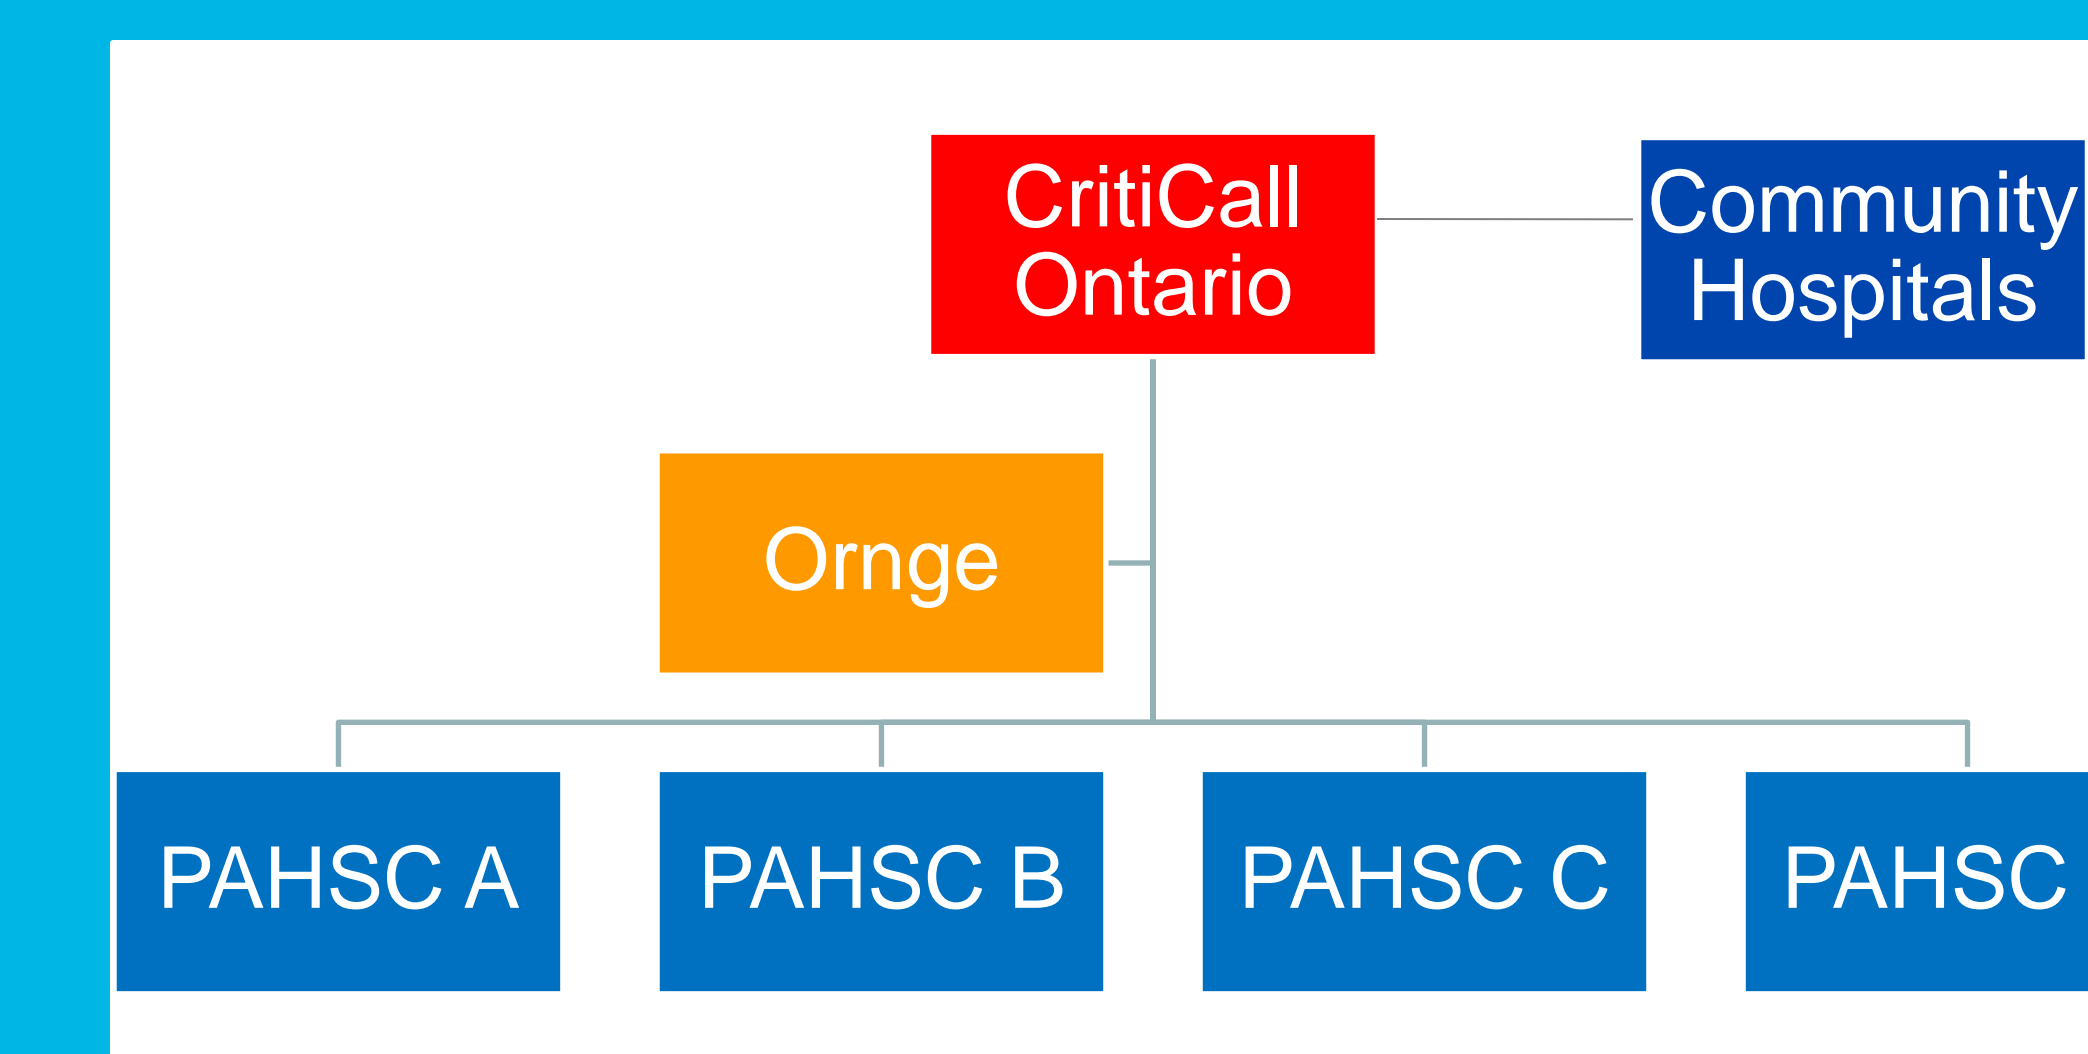 CritiCall
Ontario
Community
Hospitals
Ornge
PAHSC A
PAHSC B
PAHSC C
PAHSC